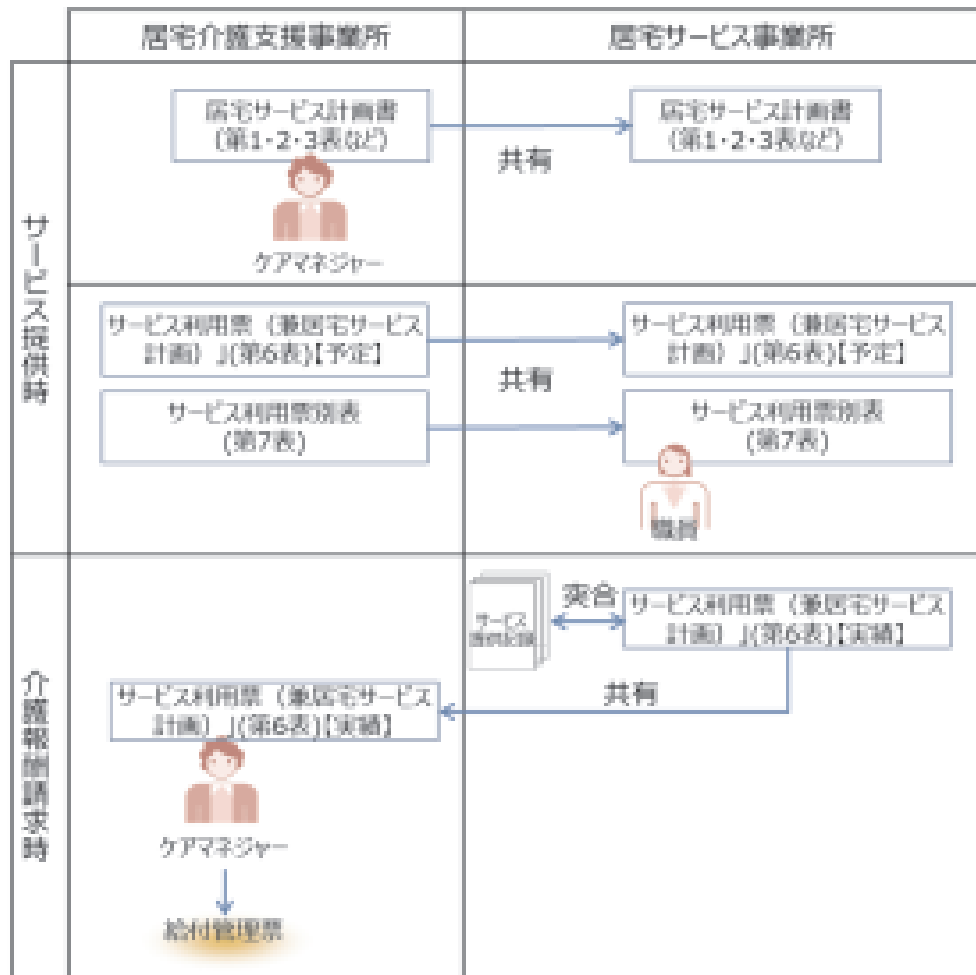 居宅介護支援事業所
居宅サービス事業所
サービス提供時
居宅サービス計画書
(第1・2・3表など)
共有
居宅サービス計画書
(第1・2・3表など)
ケアマネジャー
サービス利用票(兼居宅サービス
計画)」(第6表)【予定】
共有
サービス利用票(兼居宅サービス
計画)」(第6表)【予定】
サービス利用票別表
(第7表)
サービス利用票別表
(第7表)
職員
介護報酬請求時
サービス
提供記録
突合
サービス利用票(兼居宅サービス
計画)」(第6表)【実績】
共有
サービス利用票(兼居宅サービス
計画)」(第6表)【実績】
ケアマネジャー
給付管理票